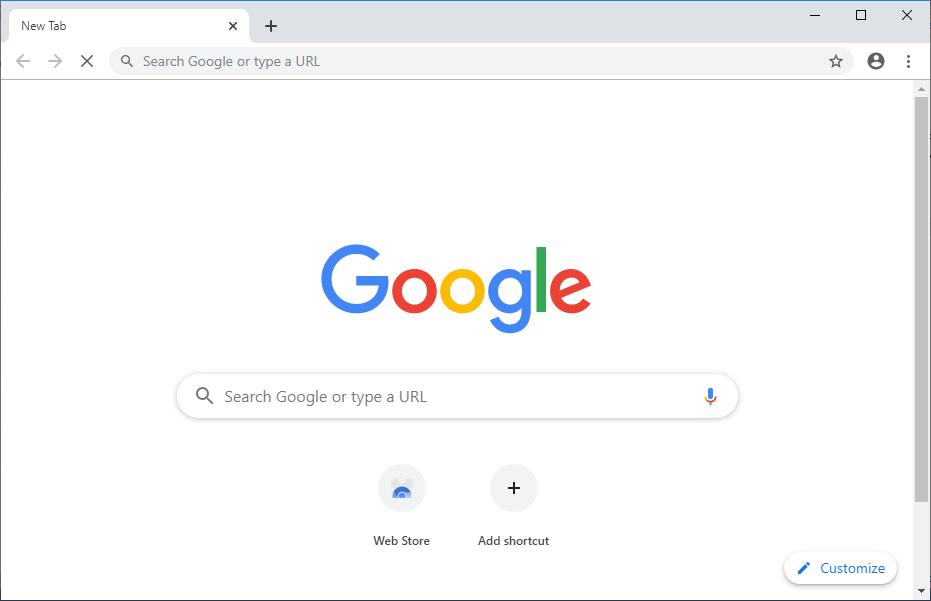 New Tab
Search Google or type a URL
Google
Search Google or type a URL
Web Store
Add shortcut
Customize